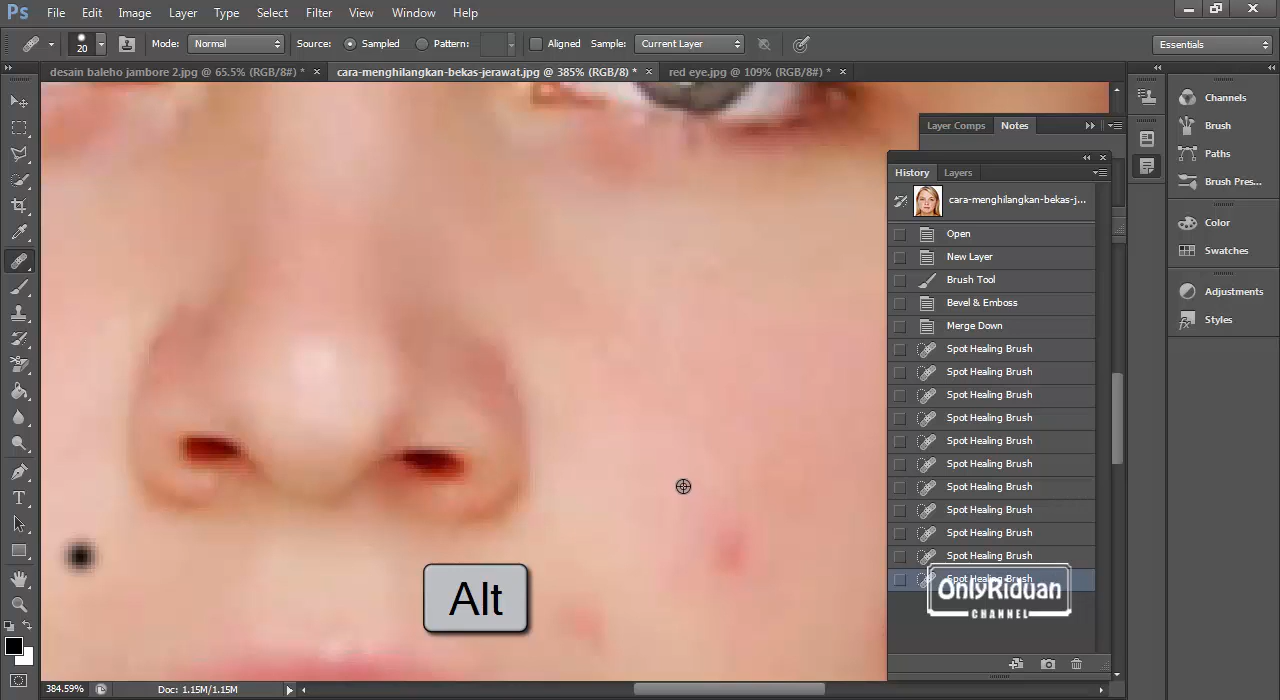 Ps File Edit Image Layer Type Select Filter View Window Help
20 Mode: Normal Source: Sampled Pattern: Aligned Sample: Current Layer Essentials
desain baleho jambore 2.jpg @ 65.5% (RGB/8#) * × cara-menghilangkan-bekas-jerawat.jpg @ 385% (RGB/8) * × red eye.jpg @ 109% (RGB/8#) * ×
Layer Comps Notes
History Layers
cara-menghilangkan-bekas-j...
Open
New Layer
Brush Tool
Bevel & Emboss
Merge Down
Spot Healing Brush
Spot Healing Brush
Spot Healing Brush
Spot Healing Brush
Spot Healing Brush
Spot Healing Brush
Spot Healing Brush
Spot Healing Brush
Spot Healing Brush
Spot Healing Brush
Spot Healing Brush
Channels
Brush
Paths
Brush Pres...
Color
Swatches
Adjustments
Styles
Alt
OnlyRiduan
CHANNEL
384.59% Doc: 1.15M/1.15M